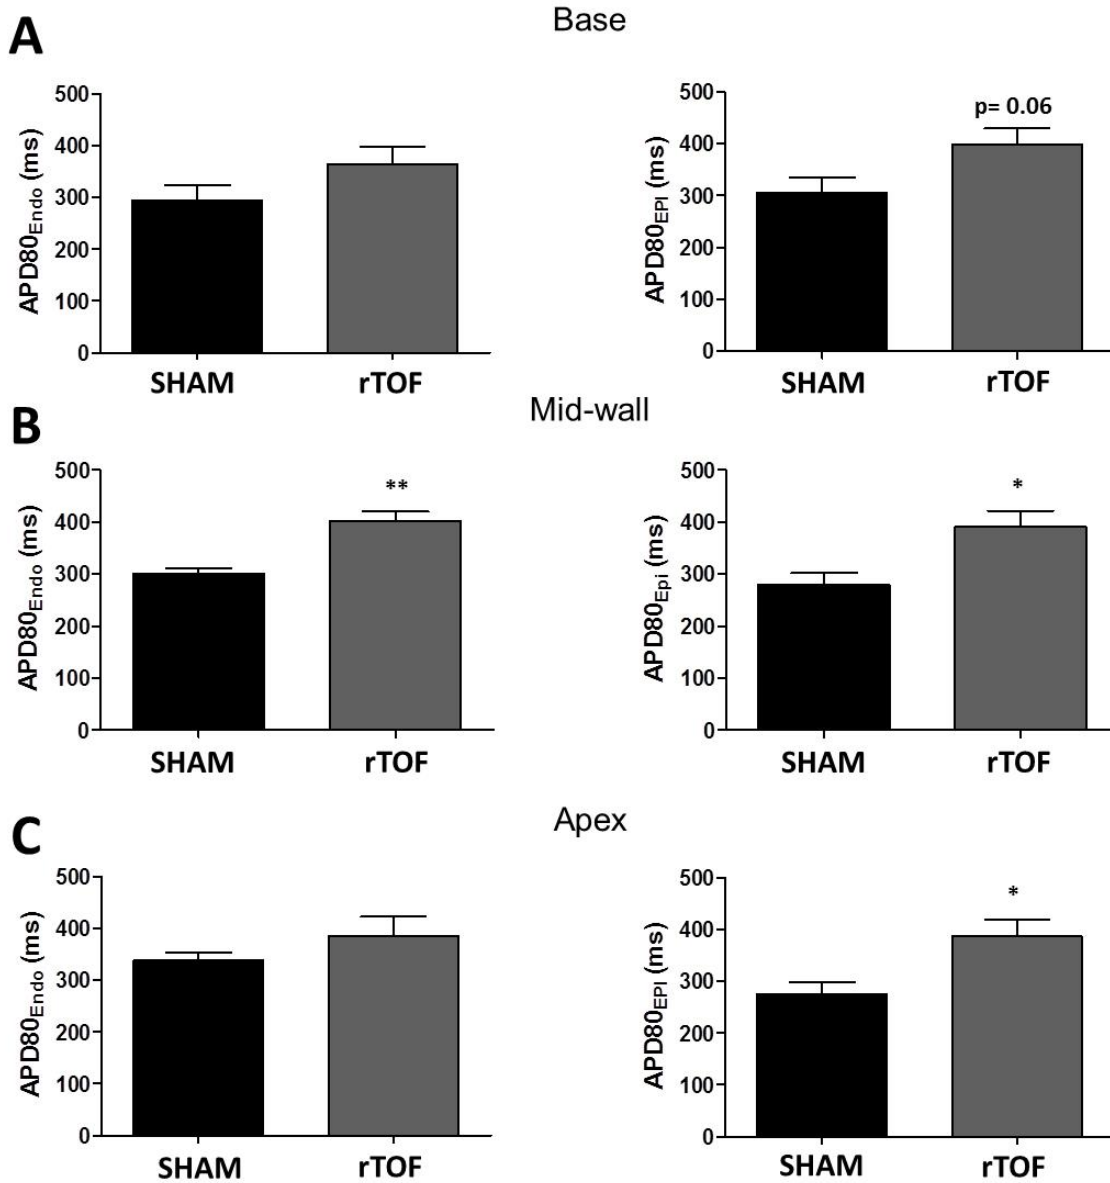 A
Base
APD80Endo (ms)
500
400
300
200
100
0
SHAM
rTOF
APD80EPI (ms)
500
400
300
200
100
0
p= 0.06
SHAM
rTOF
B
Mid-wall
APD80Endo (ms)
500
400
300
200
100
0
**
SHAM
rTOF
APD80Epi (ms)
500
400
300
200
100
0
*
SHAM
rTOF
C
Apex
APD80Endo (ms)
500
400
300
200
100
0
SHAM
rTOF
APD80EPI (ms)
500
400
300
200
100
0
*
SHAM
rTOF